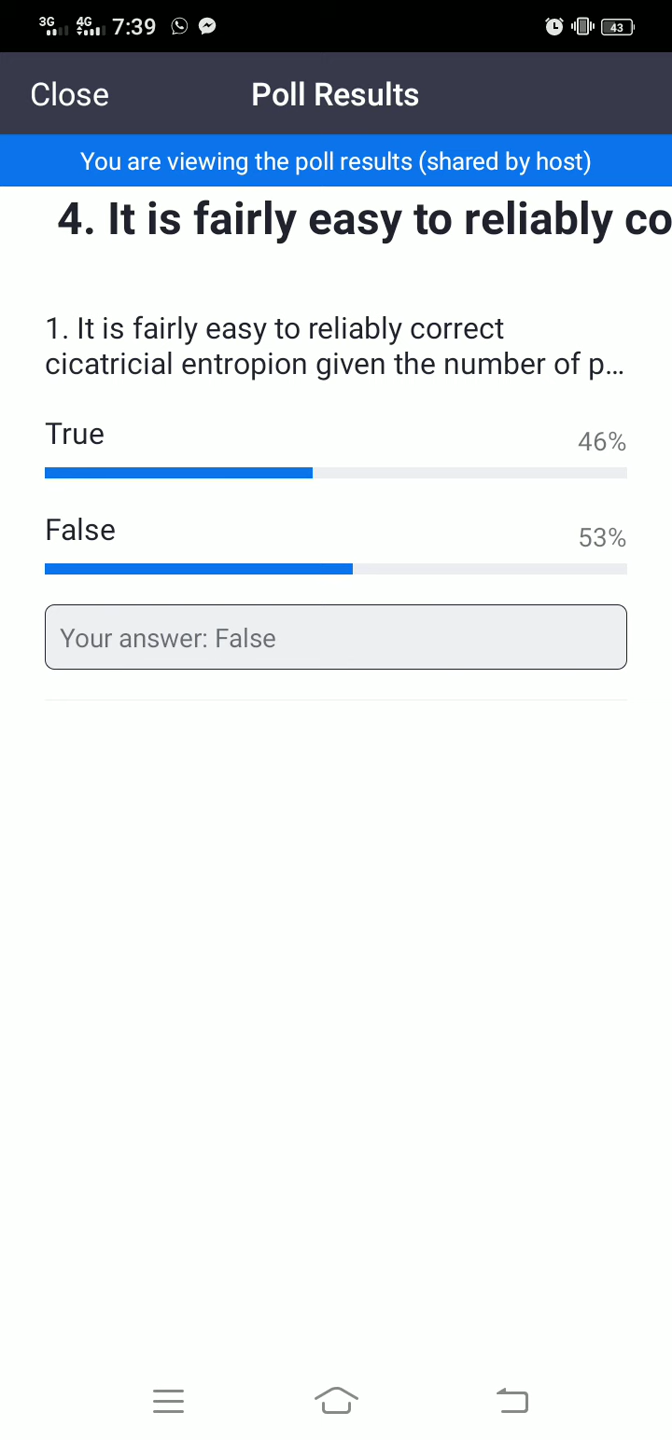 3G 4G 7:39 43
Close Poll Results
You are viewing the poll results (shared by host)
4. It is fairly easy to reliably co
1. It is fairly easy to reliably correct
cicatricial entropion given the number of p...
True 46%
False 53%
Your answer: False